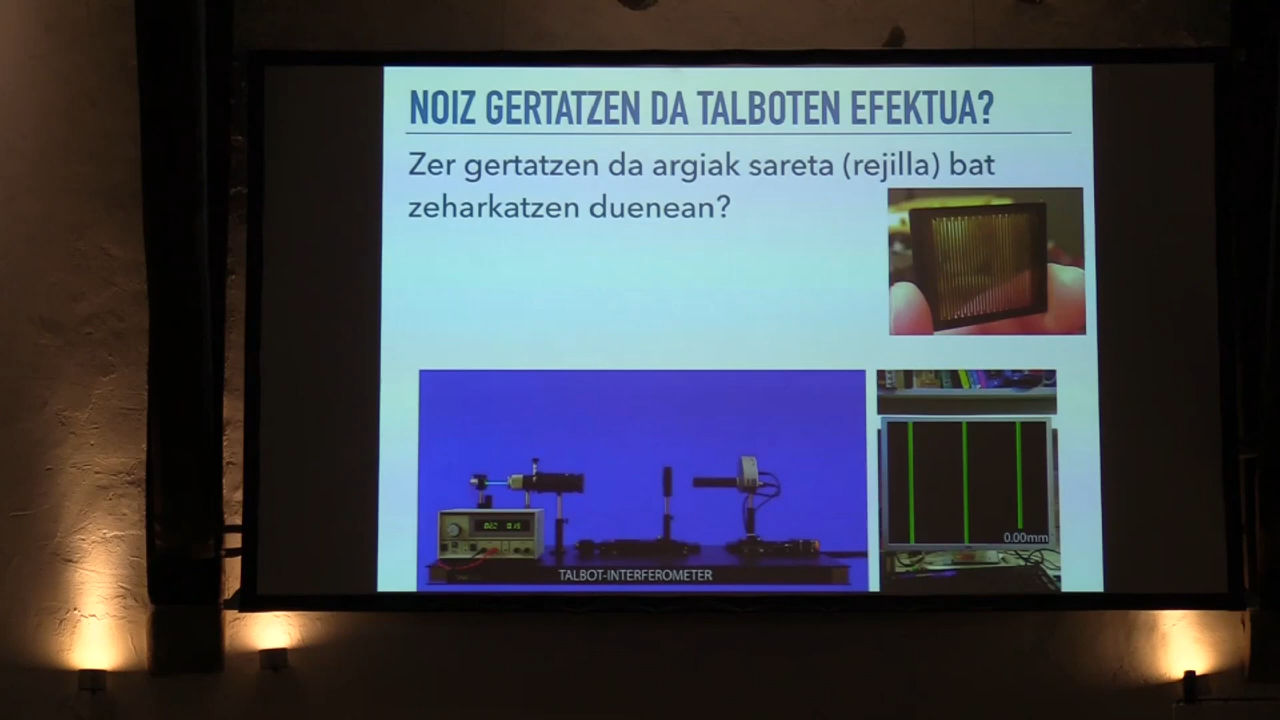 NOIZ GERTATZEN DA TALBOTEN EFEKTUA?
Zer gertatzen da argiak sareta (rejilla) bat
zeharkatzen duenean?
0.00mm
TALBOT-INTERFEROMETER